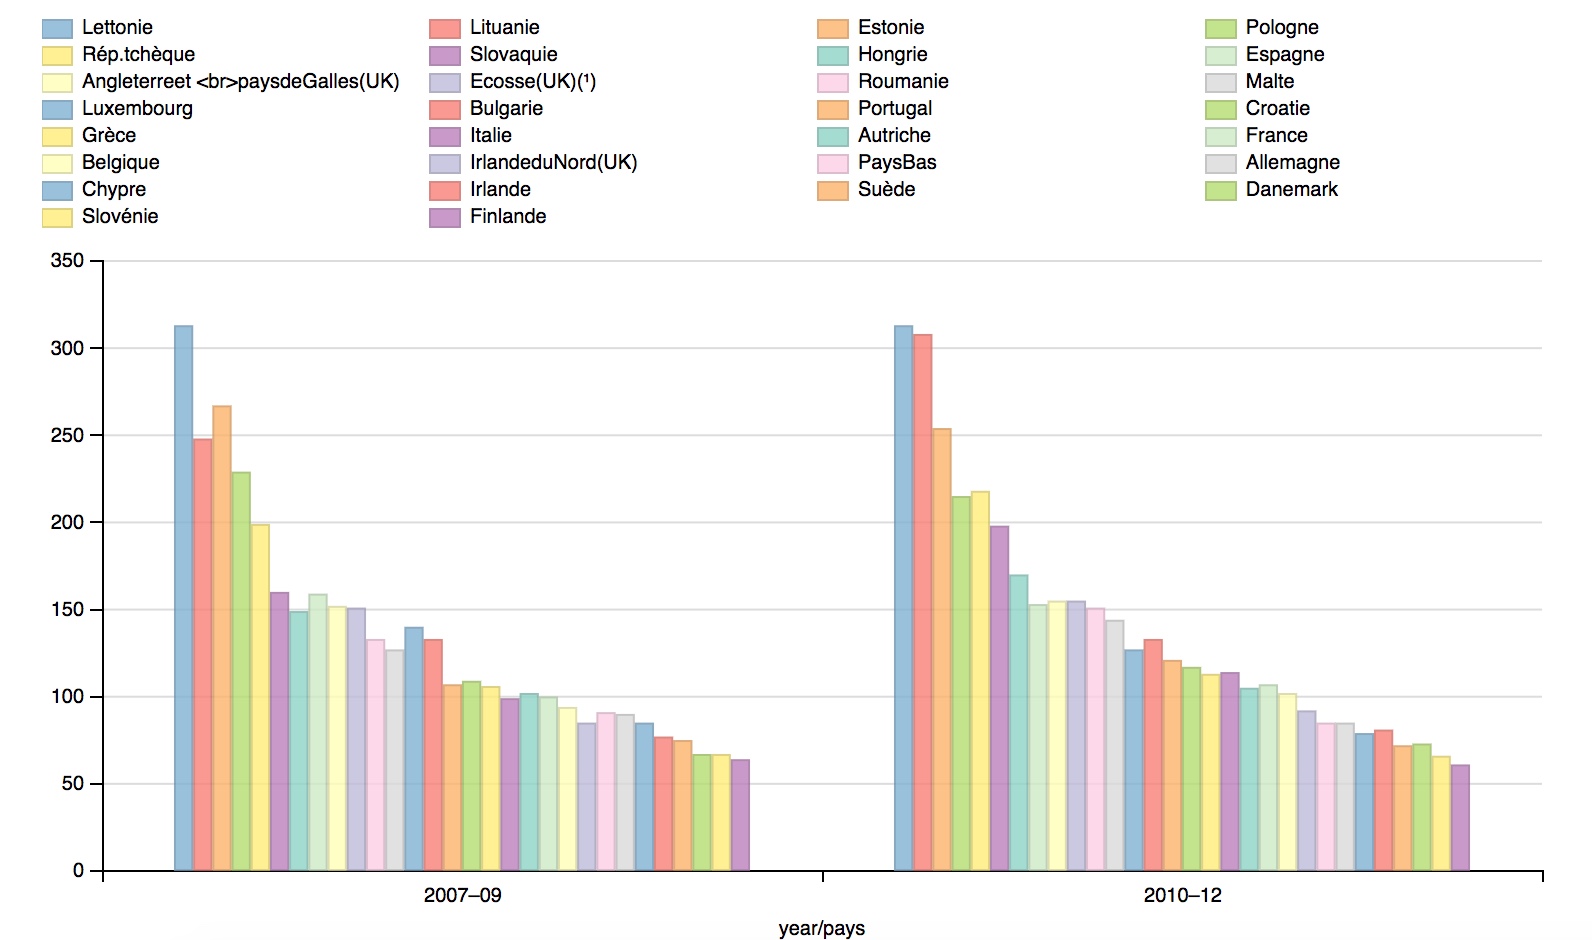 Lettonie Lituanie Estonie Pologne
Rép.tchèque Slovaquie Hongrie Espagne
Angleterreet <br>paysdeGalles(UK) Ecosse(UK)(¹) Roumanie Malte
Luxembourg Bulgarie Portugal Croatie
Grèce Italie Autriche France
Belgique IrlandeduNord(UK) PaysBas Allemagne
Chypre Irlande Suède Danemark
Slovénie Finlande
350
300
250
200
150
100
50
0
2007–09 2010–12
year/pays